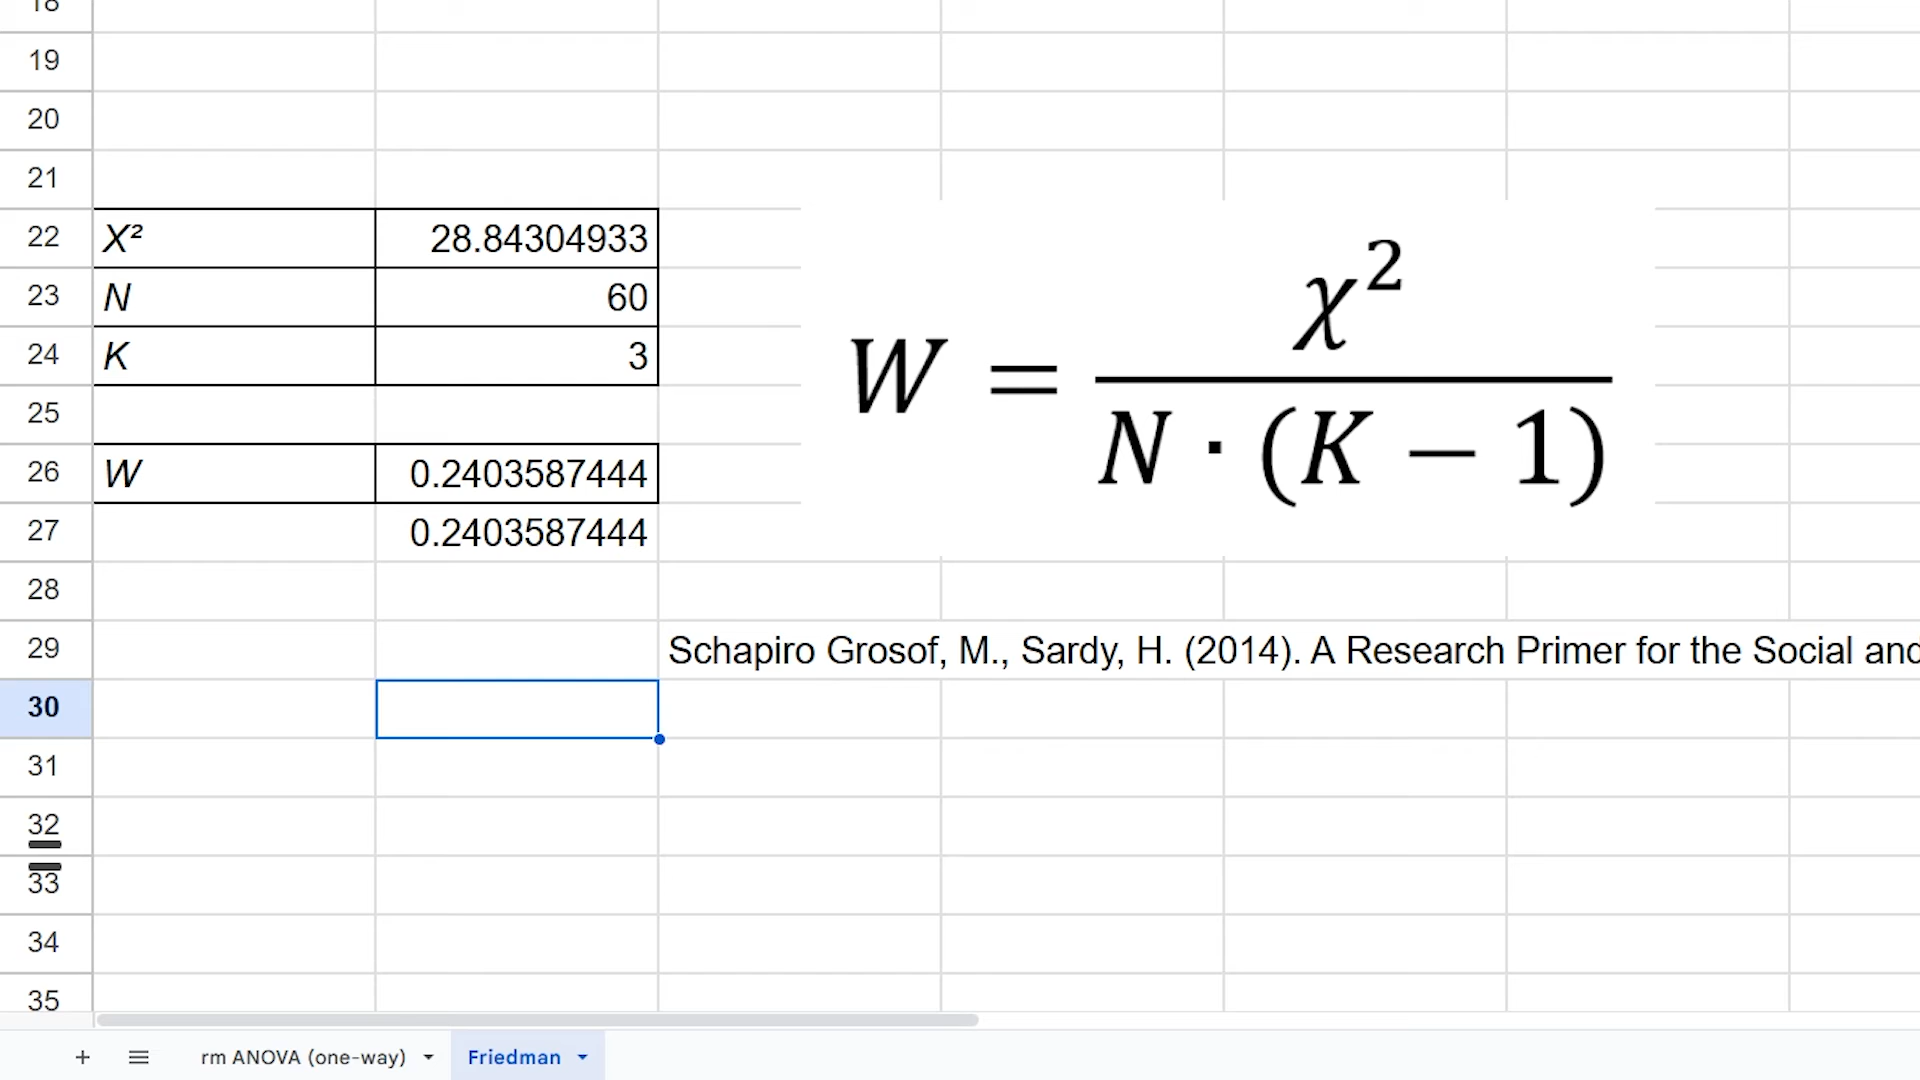 18
19
20
21
22 X² 28.84304933
23 N 60
24 K 3
25
26 W 0.2403587444
27 0.2403587444
W = χ² / N · (K − 1)
28
29 Schapiro Grosof, M., Sardy, H. (2014). A Research Primer for the Social and
30
31
32
33
34
35
rm ANOVA (one-way) Friedman